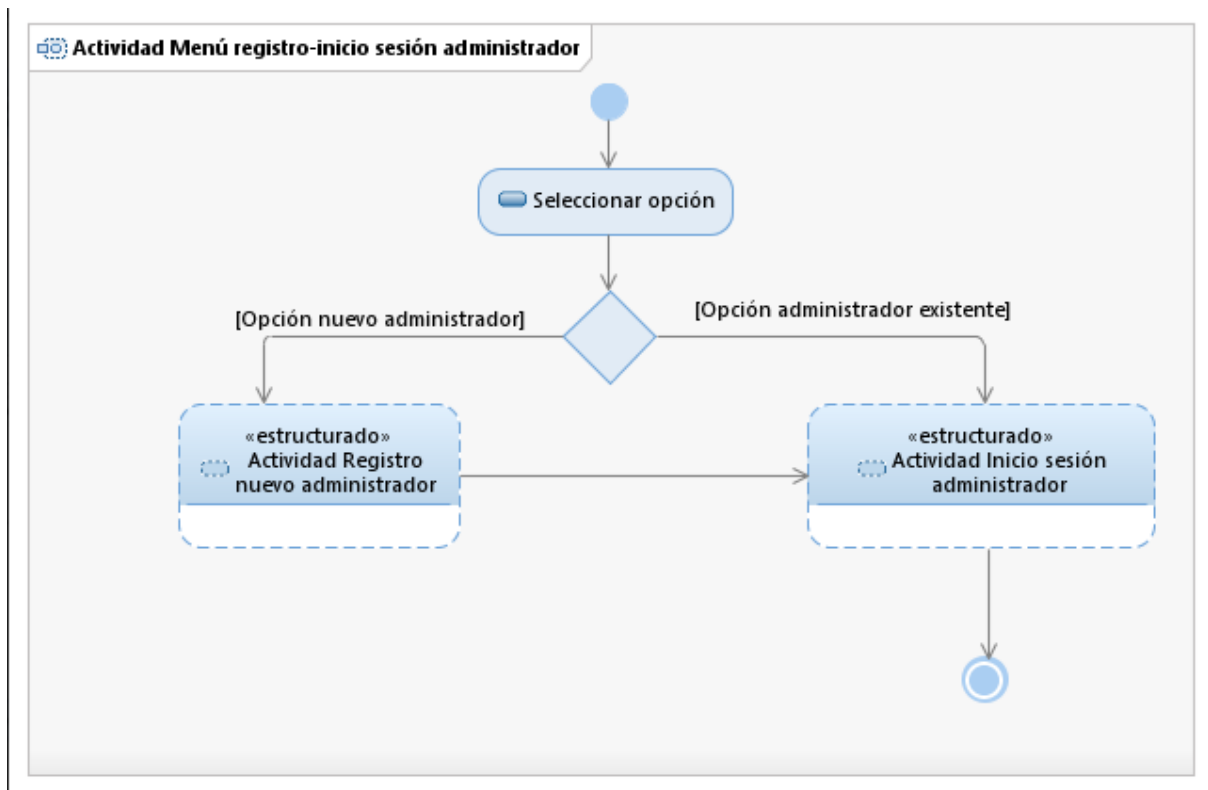 Actividad Menú registro-inicio sesión administrador
Seleccionar opción
[Opción nuevo administrador]
[Opción administrador existente]
«estructurado»
Actividad Registro
nuevo administrador
«estructurado»
Actividad Inicio sesión
administrador